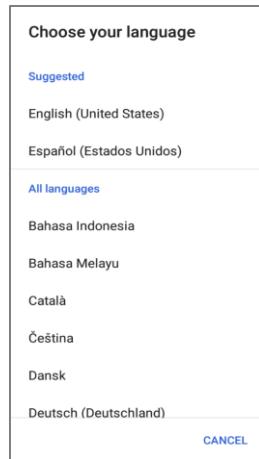 Choose your language
Suggested
English (United States)
Español (Estados Unidos)
All languages
Bahasa Indonesia
Bahasa Melayu
Català
Čeština
Dansk
Deutsch (Deutschland)
CANCEL